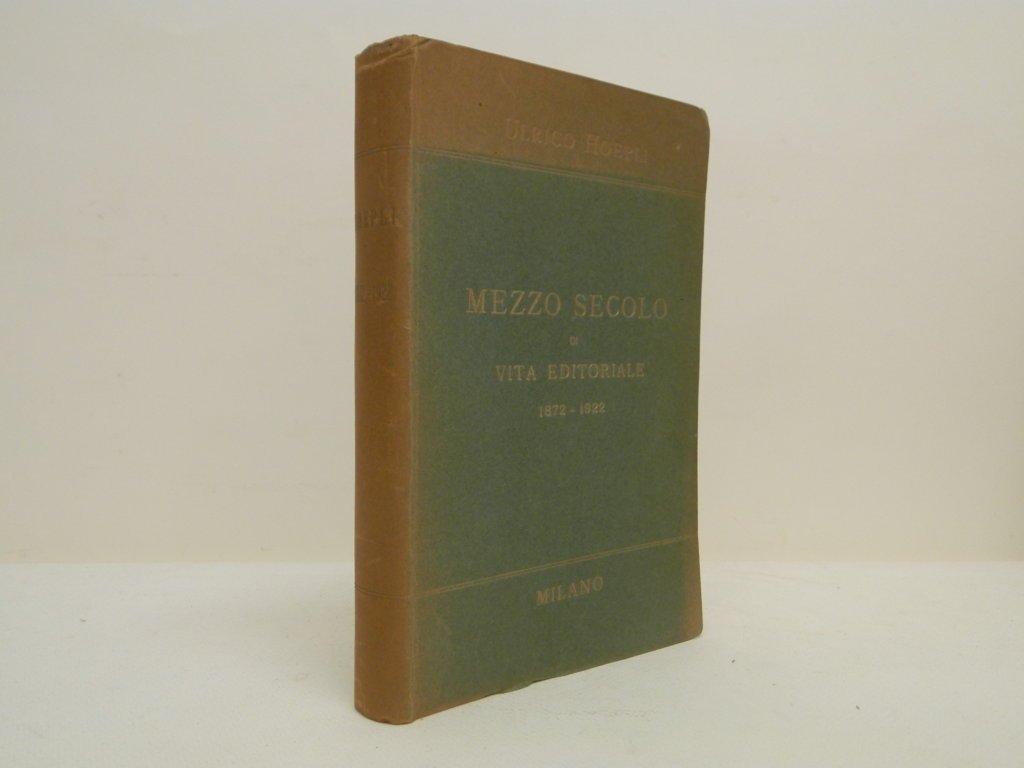 ULRICO HOEPLI
MEZZO SECOLO
DI
VITA EDITORIALE
1872-1922
MILANO